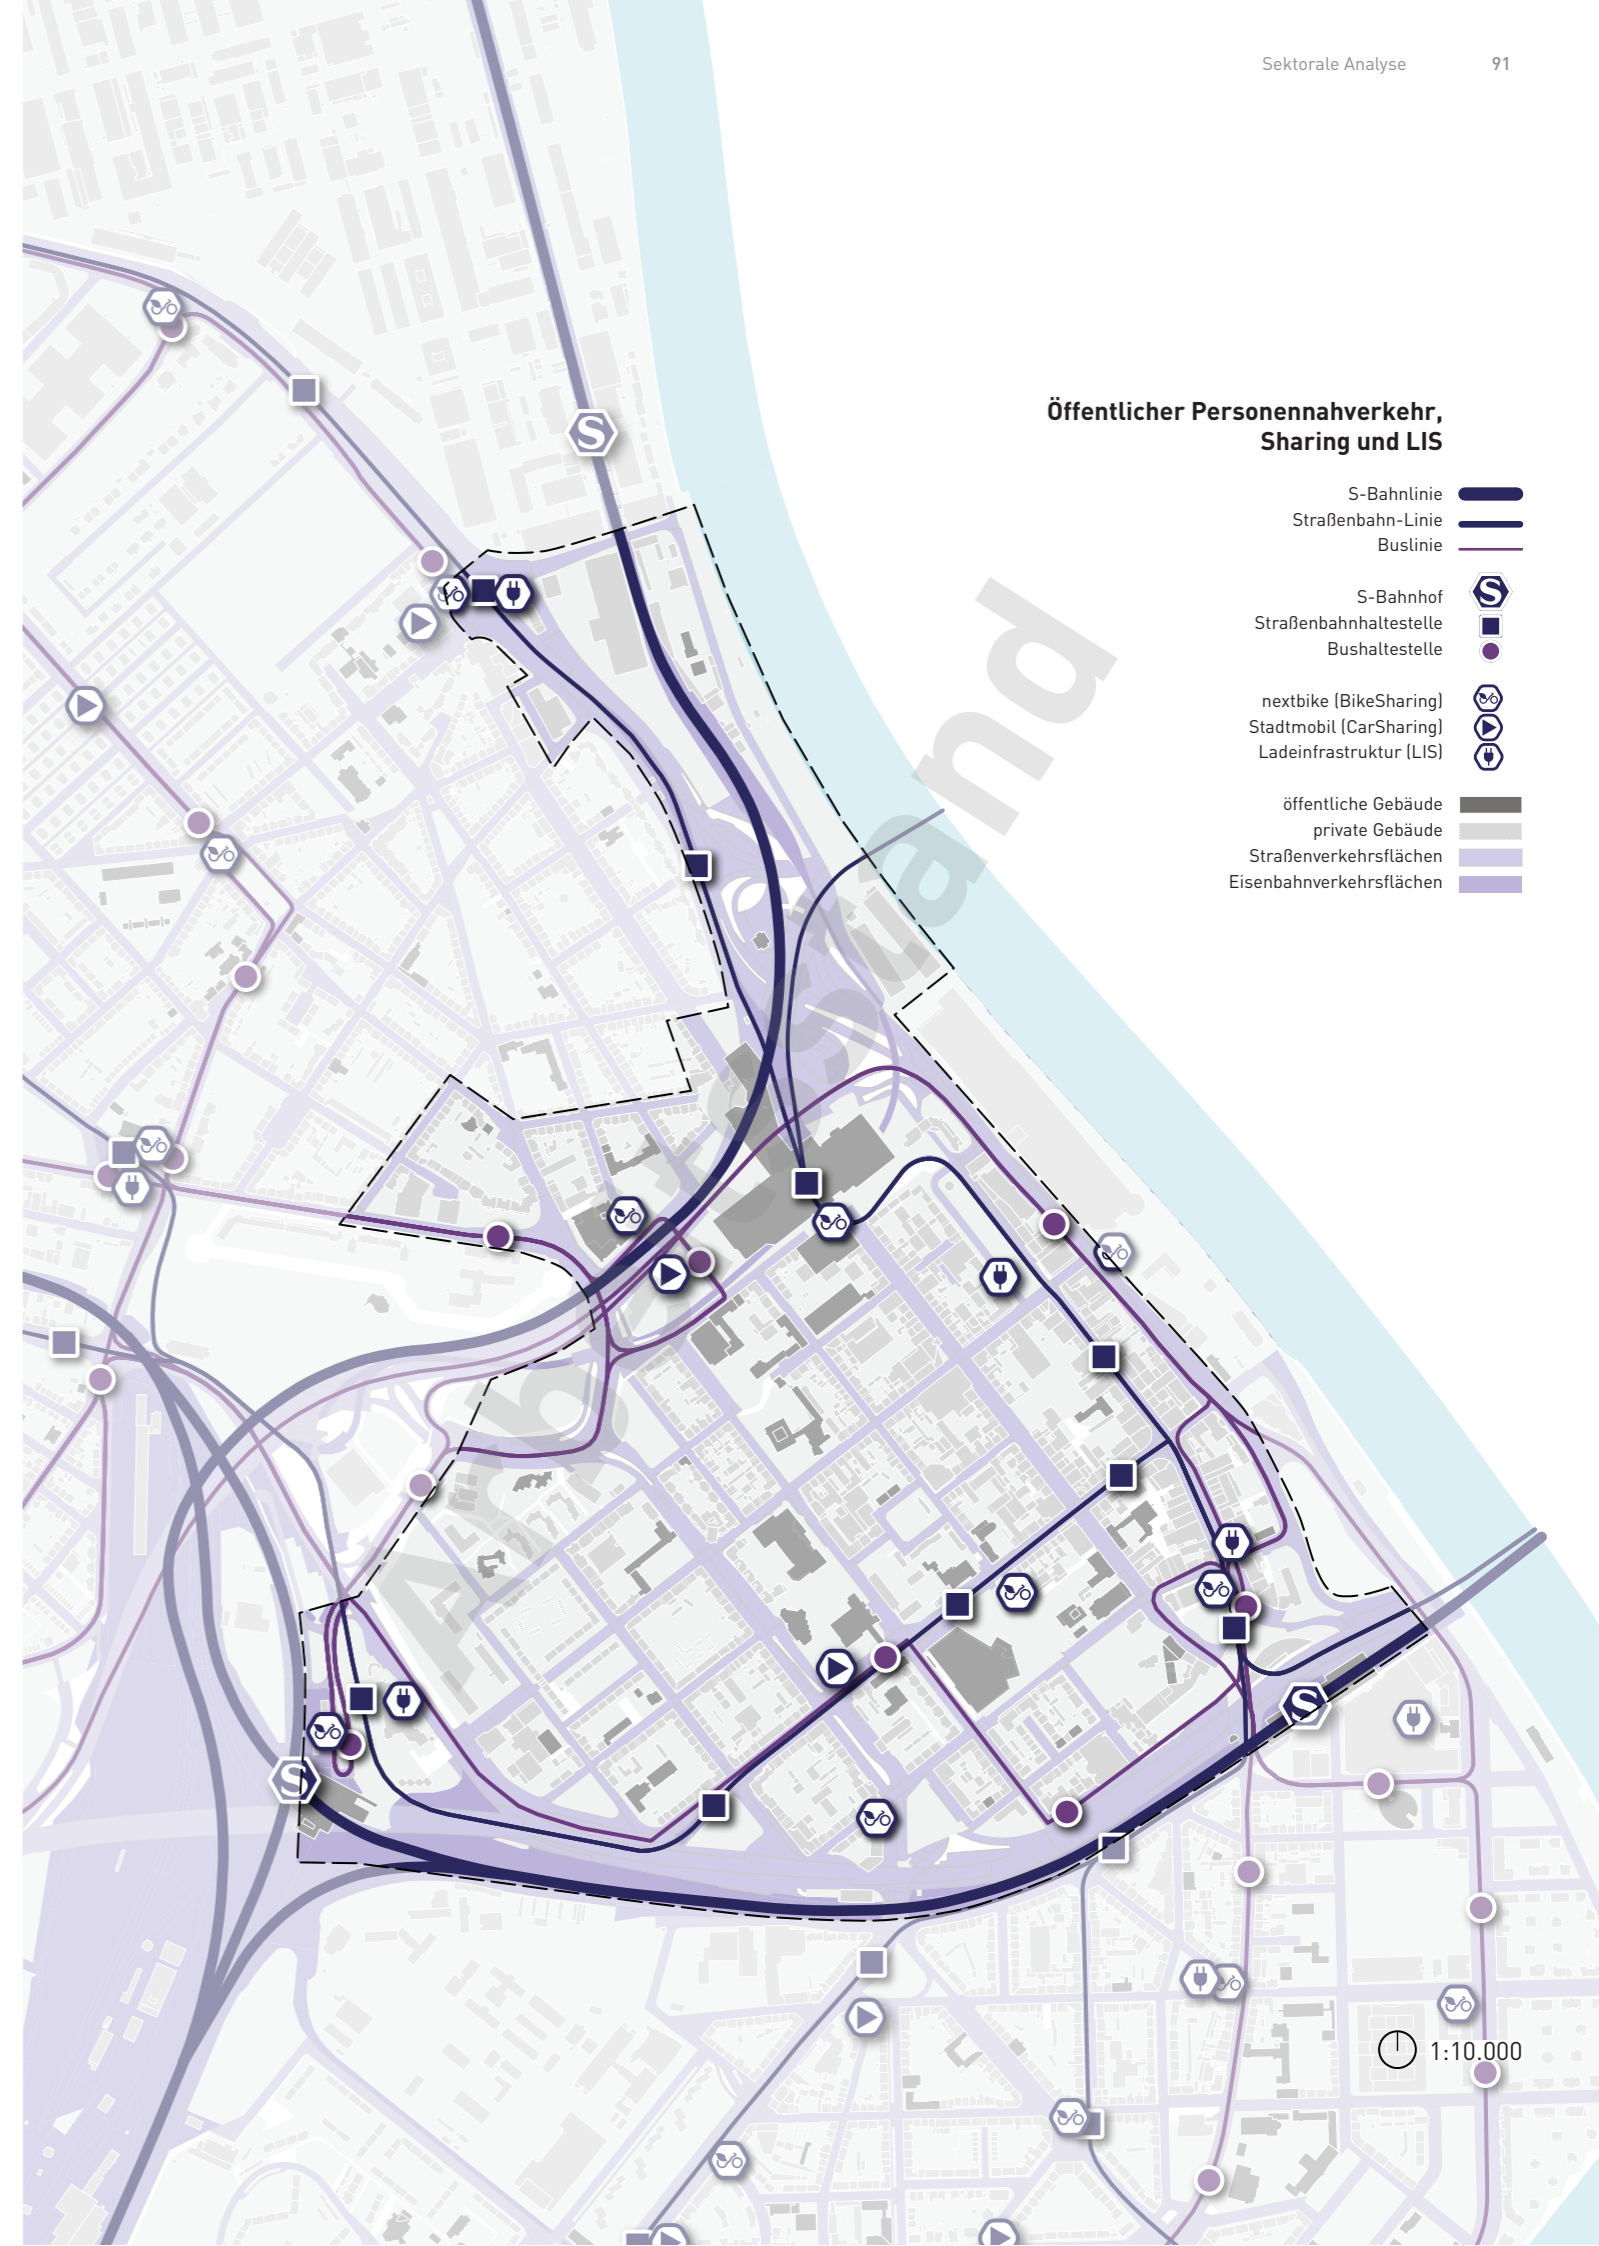 Sektorale Analyse 91
Öffentlicher Personennahverkehr,
Sharing und LIS
S-Bahnlinie
Straßenbahn-Linie
Buslinie
S-Bahnhof S
Straßenbahnhaltestelle
Bushaltestelle
nextbike (BikeSharing)
Stadtmobil (CarSharing)
Ladeinfrastruktur (LIS)
öffentliche Gebäude
private Gebäude
Straßenverkehrsflächen
Eisenbahnverkehrsflächen
S
S
S
1:10.000